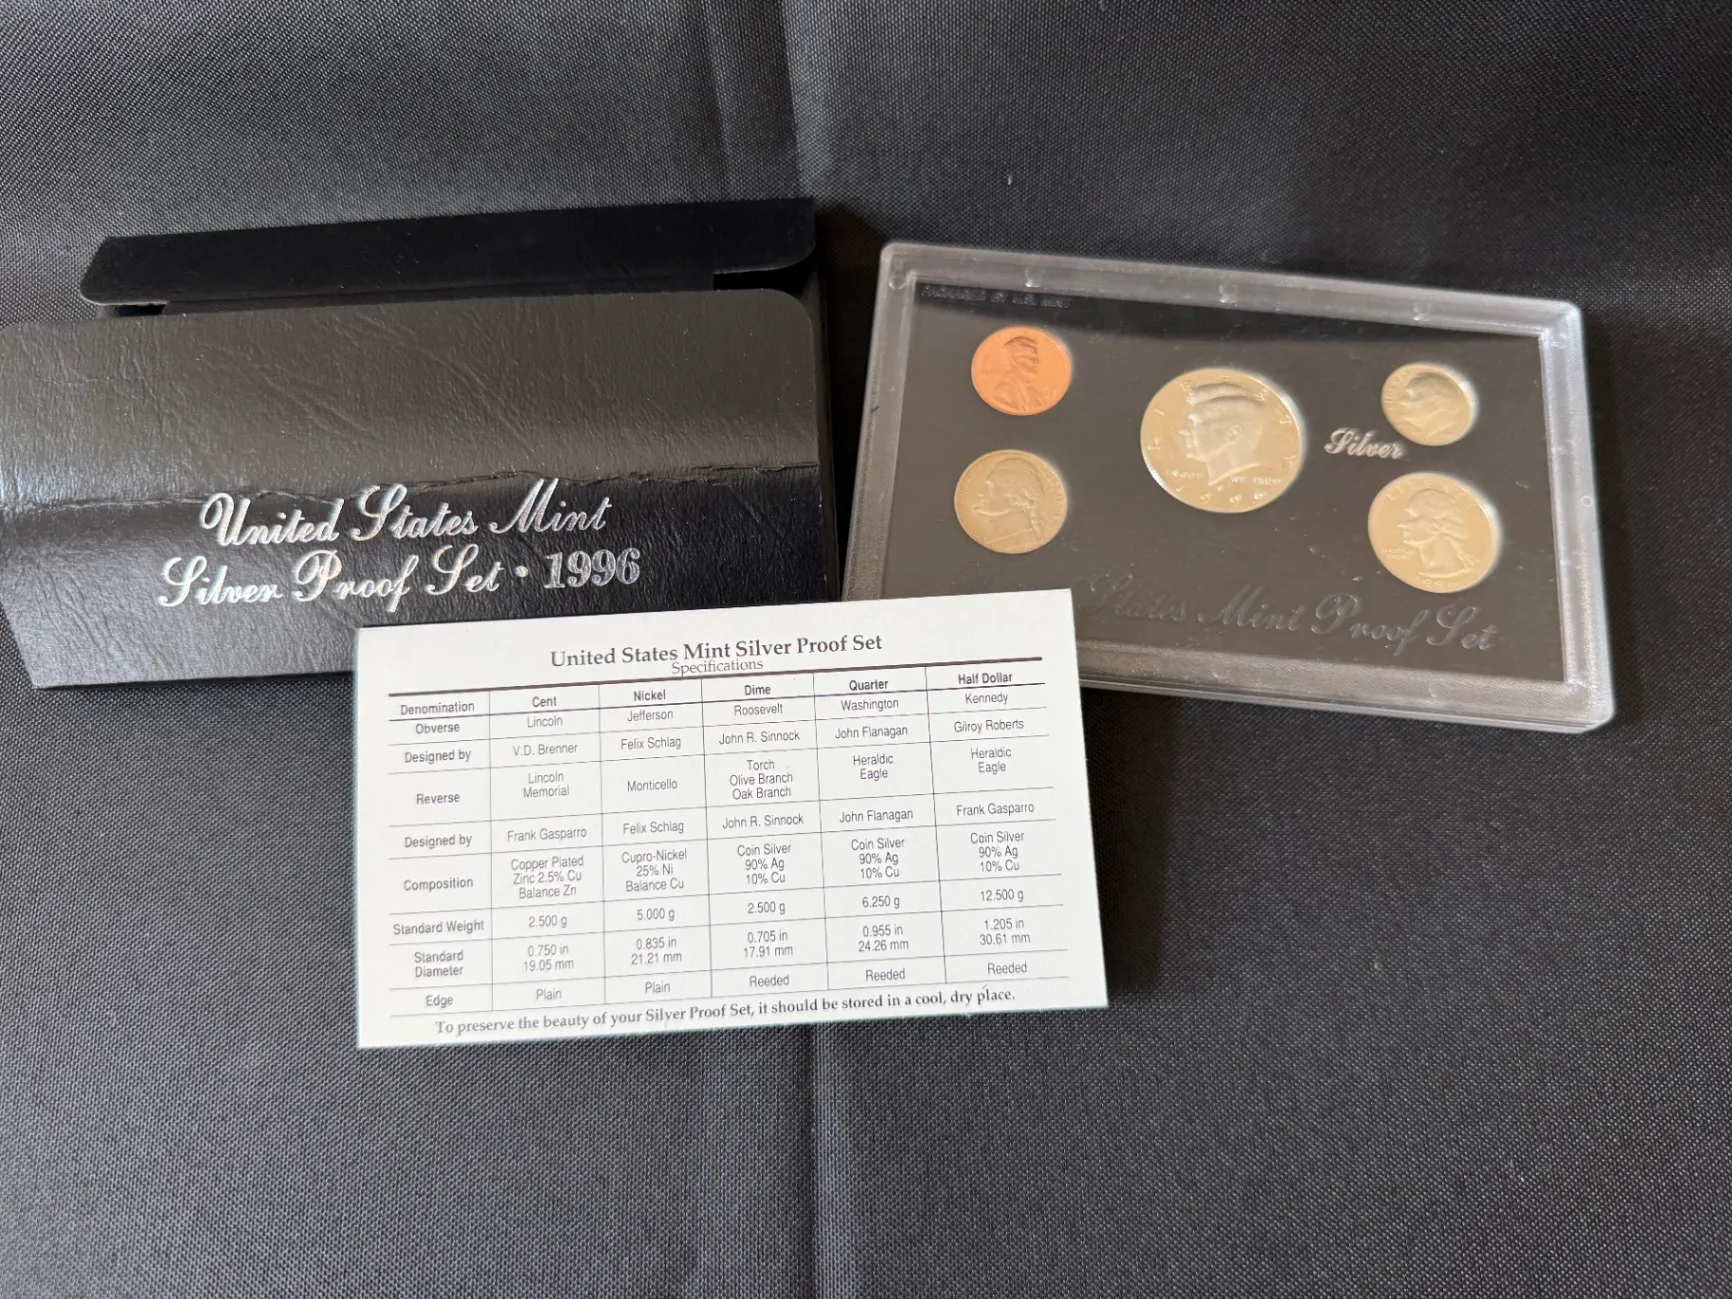 United States Mint
Silver Proof Set • 1996
PACKAGED BY U.S. MINT
Silver
States Mint Proof Set
United States Mint Silver Proof Set
Specifications
Denomination Cent Nickel Dime Quarter Half Dollar
Obverse Lincoln Jefferson Roosevelt Washington Kennedy
Designed by V.D. Brenner Felix Schlag John R. Sinnock John Flanagan Gilroy Roberts
Reverse Lincoln Memorial Monticello Torch Olive Branch Oak Branch Heraldic Eagle Heraldic Eagle
Designed by Frank Gasparro Felix Schlag John R. Sinnock John Flanagan Frank Gasparro
Composition Copper Plated Zinc 2.5% Cu Balance Zn Cupro-Nickel 25% Ni Balance Cu Coin Silver 90% Ag 10% Cu Coin Silver 90% Ag 10% Cu Coin Silver 90% Ag 10% Cu
Standard Weight 2.500 g 5.000 g 2.500 g 6.250 g 12.500 g
Standard Diameter 0.750 in 19.05 mm 0.835 in 21.21 mm 0.705 in 17.91 mm 0.955 in 24.26 mm 1.205 in 30.61 mm
Edge Plain Plain Reeded Reeded Reeded
To preserve the beauty of your Silver Proof Set, it should be stored in a cool, dry place.